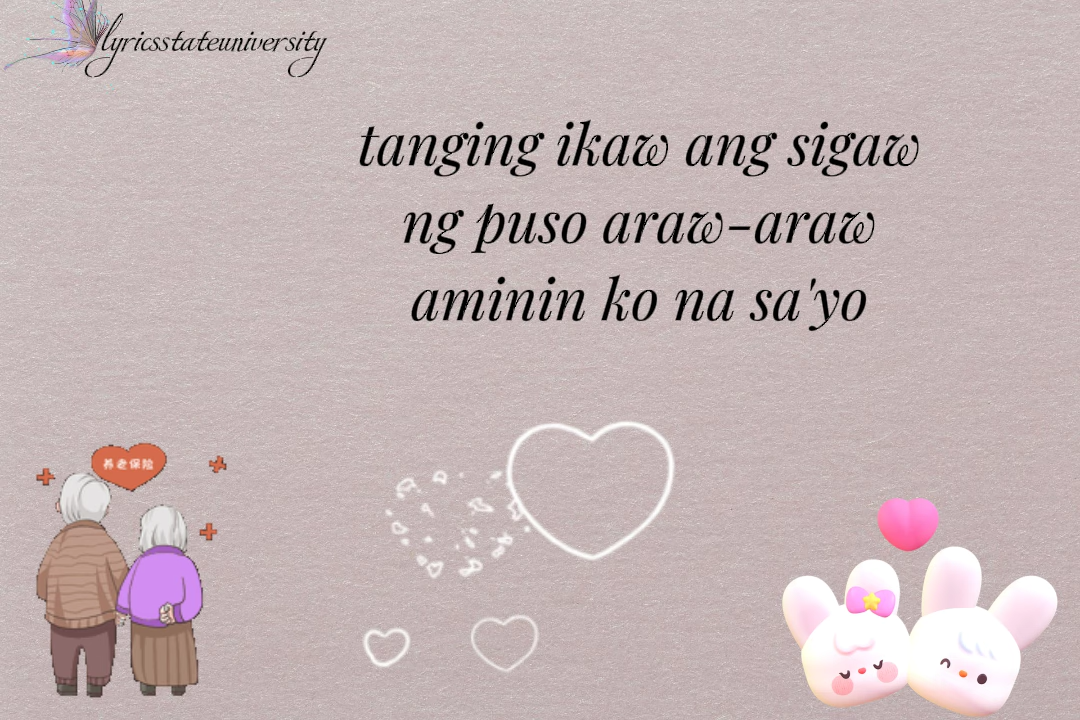 lyricsstateuniversity
tanging ikaw ang sigaw
ng puso araw-araw
aminin ko na sa'yo
养老保险